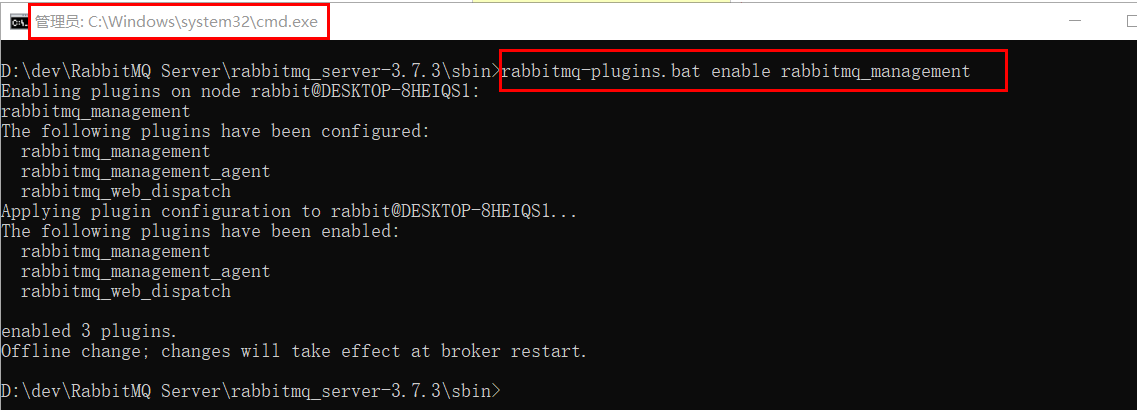 管理员: C:\Windows\system32\cmd.exe
D:\dev\RabbitMQ Server\rabbitmq_server-3.7.3\sbin>rabbitmq-plugins.bat enable rabbitmq_management
Enabling plugins on node rabbit@DESKTOP-8HEIQS1:
rabbitmq_management
The following plugins have been configured:
  rabbitmq_management
  rabbitmq_management_agent
  rabbitmq_web_dispatch
Applying plugin configuration to rabbit@DESKTOP-8HEIQS1...
The following plugins have been enabled:
  rabbitmq_management
  rabbitmq_management_agent
  rabbitmq_web_dispatch
enabled 3 plugins.
Offline change; changes will take effect at broker restart.
D:\dev\RabbitMQ Server\rabbitmq_server-3.7.3\sbin>